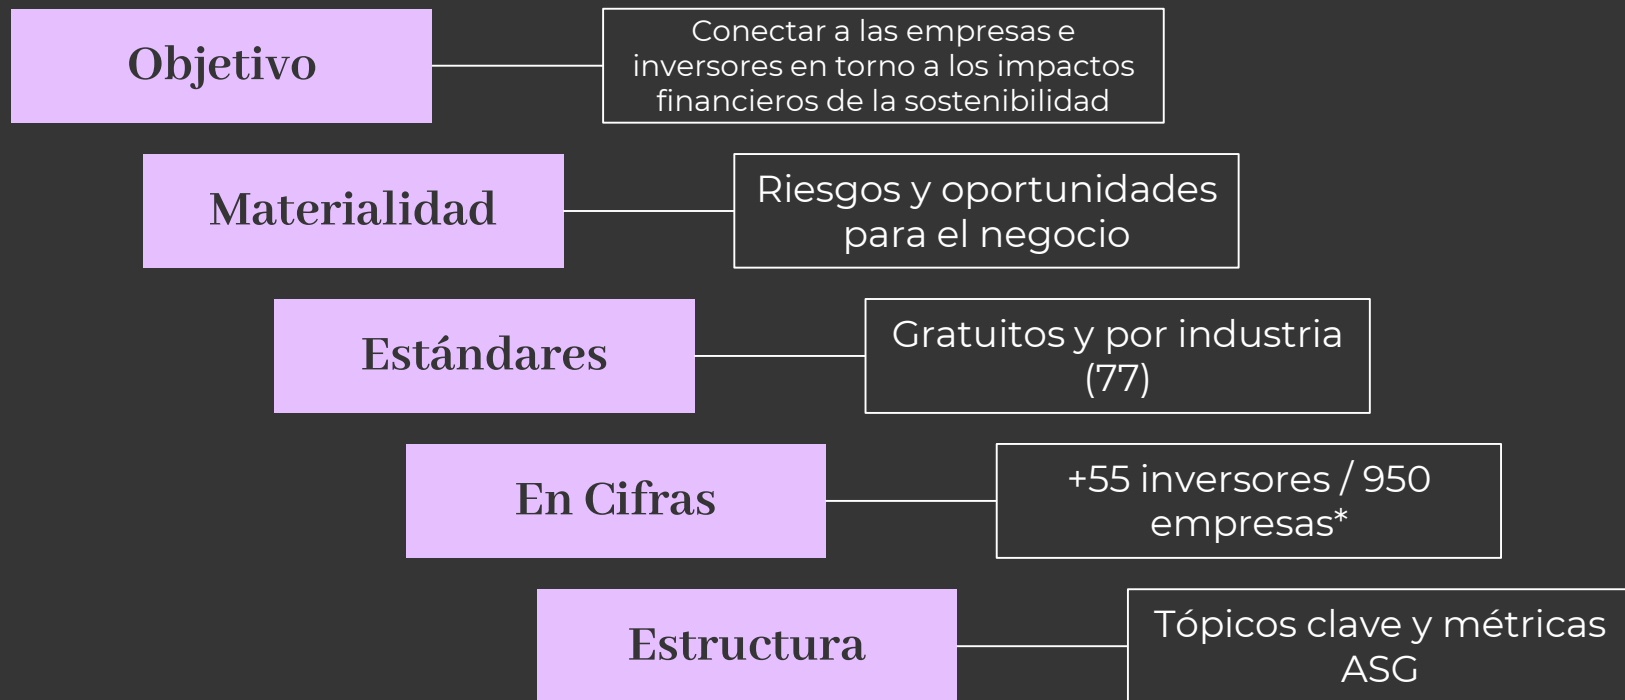 Objetivo
Conectar a las empresas e
inversores en torno a los impactos
financieros de la sostenibilidad
Materialidad
Riesgos y oportunidades
para el negocio
Estándares
Gratuitos y por industria
(77)
En Cifras
+55 inversores / 950
empresas*
Estructura
Tópicos clave y métricas
ASG